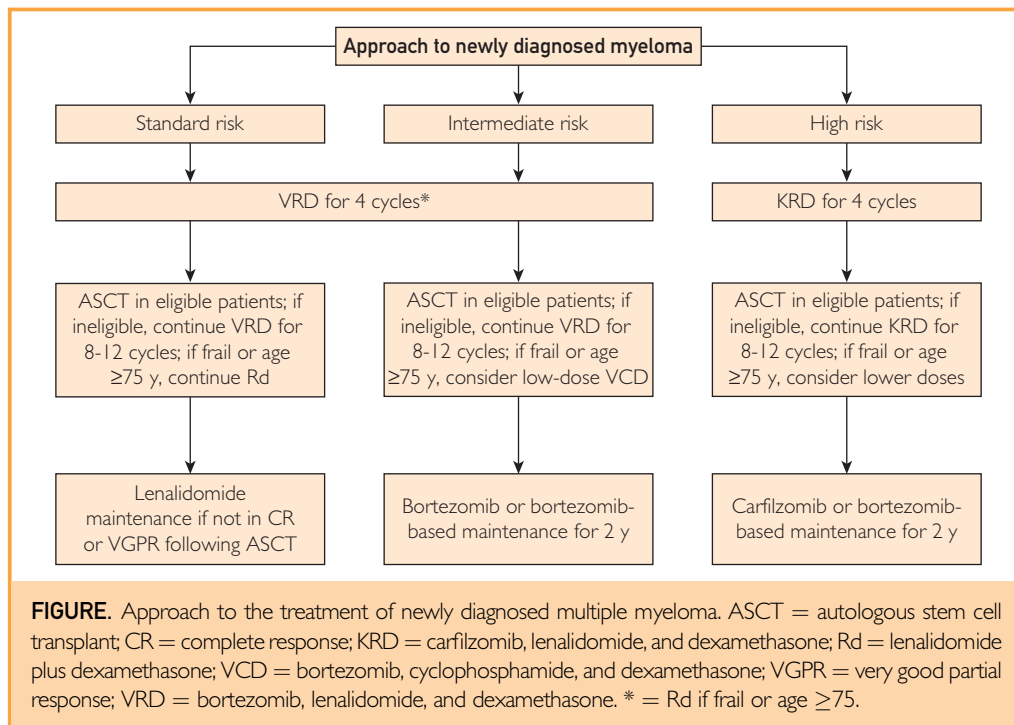 Approach to newly diagnosed myeloma
Standard risk
Intermediate risk
High risk
VRD for 4 cycles*
KRD for 4 cycles
ASCT in eligible patients; if
ineligible, continue VRD for
8-12 cycles; if frail or age
≥75 y, continue Rd
ASCT in eligible patients; if
ineligible, continue VRD for
8-12 cycles; if frail or age
≥75 y, consider low-dose VCD
ASCT in eligible patients; if
ineligible, continue KRD for
8-12 cycles; if frail or age
≥75 y, consider lower doses
Lenalidomide
maintenance if not in CR
or VGPR following ASCT
Bortezomib or bortezomib-
based maintenance for 2 y
Carfilzomib or bortezomib-
based maintenance for 2 y
FIGURE. Approach to the treatment of newly diagnosed multiple myeloma. ASCT = autologous stem cell
transplant; CR = complete response; KRD = carfilzomib, lenalidomide, and dexamethasone; Rd = lenalidomide
plus dexamethasone; VCD = bortezomib, cyclophosphamide, and dexamethasone; VGPR = very good partial
response; VRD = bortezomib, lenalidomide, and dexamethasone. * = Rd if frail or age ≥75.